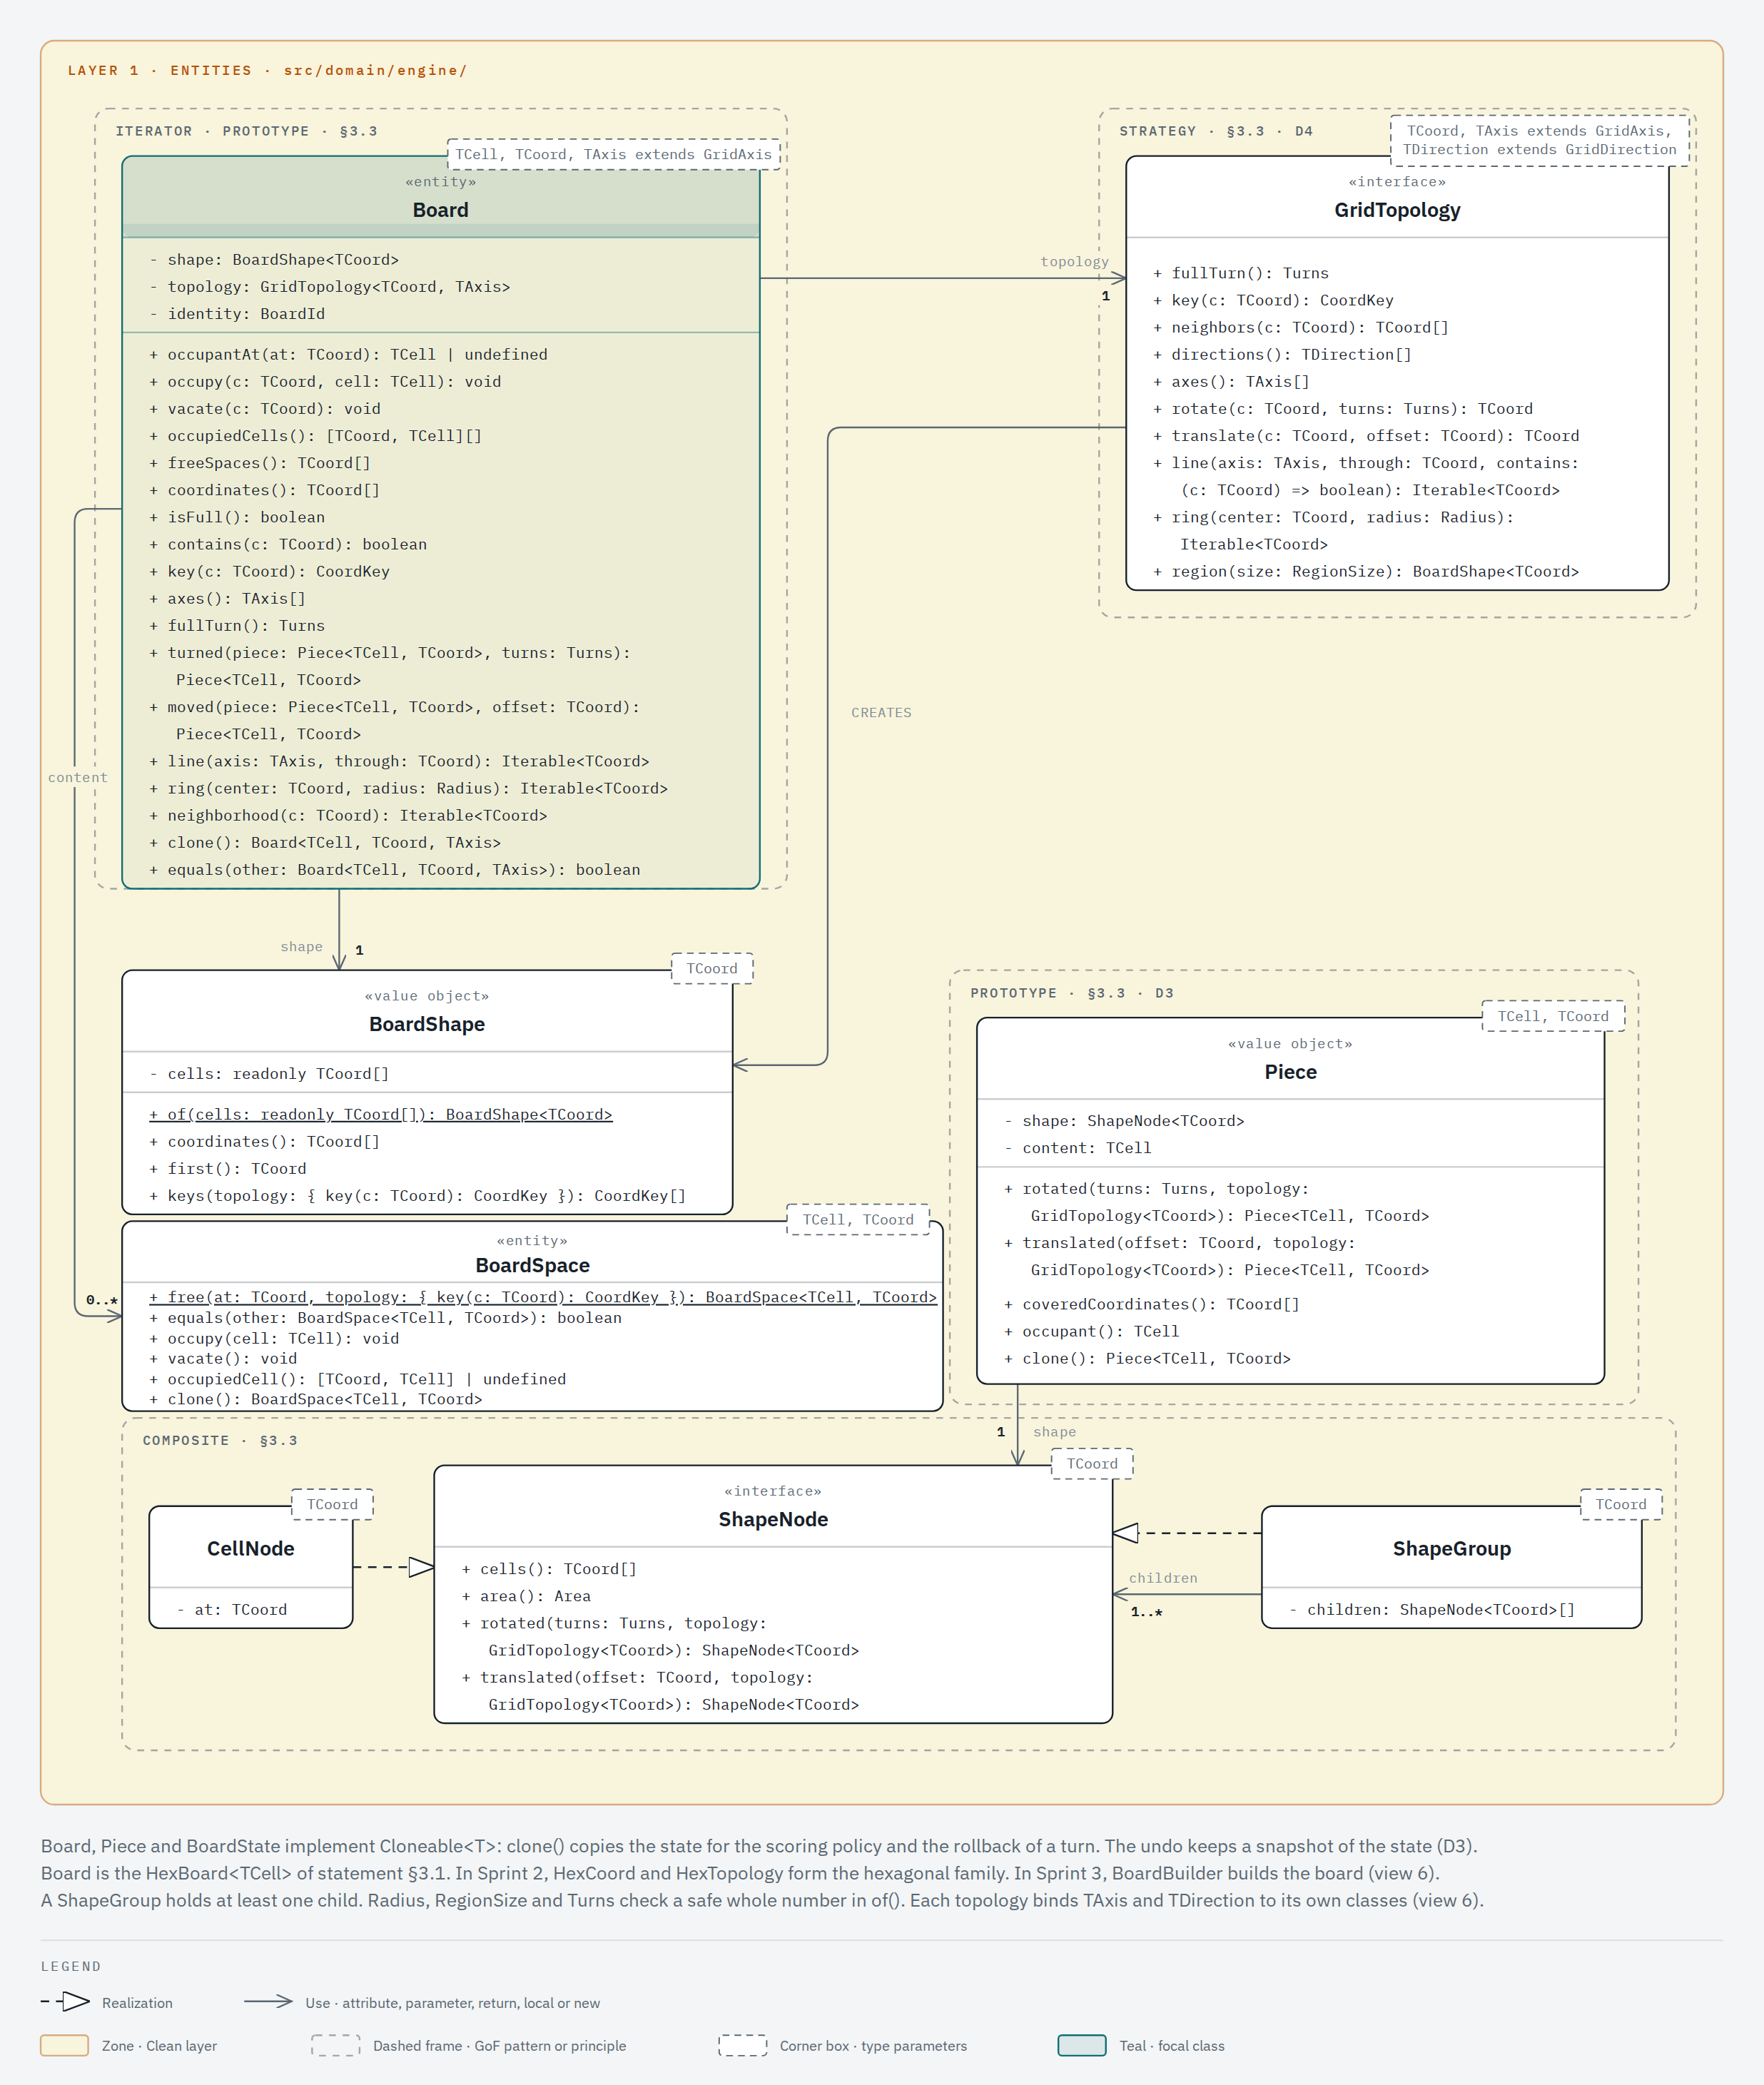 LAYER 1 · ENTITIES · src/domain/engine/
ITERATOR · PROTOTYPE · §3.3
TCell, TCoord, TAxis extends GridAxis
«entity»
Board
- shape: BoardShape<TCoord>
- topology: GridTopology<TCoord, TAxis>
- identity: BoardId
+ occupantAt(at: TCoord): TCell | undefined
+ occupy(c: TCoord, cell: TCell): void
+ vacate(c: TCoord): void
+ occupiedCells(): [TCoord, TCell][]
+ freeSpaces(): TCoord[]
+ coordinates(): TCoord[]
+ isFull(): boolean
+ contains(c: TCoord): boolean
+ key(c: TCoord): CoordKey
+ axes(): TAxis[]
+ fullTurn(): Turns
+ turned(piece: Piece<TCell, TCoord>, turns: Turns):
Piece<TCell, TCoord>
+ moved(piece: Piece<TCell, TCoord>, offset: TCoord):
Piece<TCell, TCoord>
+ line(axis: TAxis, through: TCoord): Iterable<TCoord>
+ ring(center: TCoord, radius: Radius): Iterable<TCoord>
+ neighborhood(c: TCoord): Iterable<TCoord>
+ clone(): Board<TCell, TCoord, TAxis>
+ equals(other: Board<TCell, TCoord, TAxis>): boolean
topology
1
STRATEGY · §3.3 · D4
TCoord, TAxis extends GridAxis,
TDirection extends GridDirection
«interface»
GridTopology
+ fullTurn(): Turns
+ key(c: TCoord): CoordKey
+ neighbors(c: TCoord): TCoord[]
+ directions(): TDirection[]
+ axes(): TAxis[]
+ rotate(c: TCoord, turns: Turns): TCoord
+ translate(c: TCoord, offset: TCoord): TCoord
+ line(axis: TAxis, through: TCoord, contains:
(c: TCoord) => boolean): Iterable<TCoord>
+ ring(center: TCoord, radius: Radius):
Iterable<TCoord>
+ region(size: RegionSize): BoardShape<TCoord>
CREATES
content
0..*
shape
1
TCoord
«value object»
BoardShape
- cells: readonly TCoord[]
+ of(cells: readonly TCoord[]): BoardShape<TCoord>
+ coordinates(): TCoord[]
+ first(): TCoord
+ keys(topology: { key(c: TCoord): CoordKey }): CoordKey[]
TCell, TCoord
«entity»
BoardSpace
+ free(at: TCoord, topology: { key(c: TCoord): CoordKey }): BoardSpace<TCell, TCoord>
+ equals(other: BoardSpace<TCell, TCoord>): boolean
+ occupy(cell: TCell): void
+ vacate(): void
+ occupiedCell(): [TCoord, TCell] | undefined
+ clone(): BoardSpace<TCell, TCoord>
PROTOTYPE · §3.3 · D3
TCell, TCoord
«value object»
Piece
- shape: ShapeNode<TCoord>
- content: TCell
+ rotated(turns: Turns, topology:
GridTopology<TCoord>): Piece<TCell, TCoord>
+ translated(offset: TCoord, topology:
GridTopology<TCoord>): Piece<TCell, TCoord>
+ coveredCoordinates(): TCoord[]
+ occupant(): TCell
+ clone(): Piece<TCell, TCoord>
1
shape
COMPOSITE · §3.3
TCoord
CellNode
- at: TCoord
TCoord
«interface»
ShapeNode
+ cells(): TCoord[]
+ area(): Area
+ rotated(turns: Turns, topology:
GridTopology<TCoord>): ShapeNode<TCoord>
+ translated(offset: TCoord, topology:
GridTopology<TCoord>): ShapeNode<TCoord>
children
1..*
TCoord
ShapeGroup
- children: ShapeNode<TCoord>[]
Board, Piece and BoardState implement Cloneable<T>: clone() copies the state for the scoring policy and the rollback of a turn. The undo keeps a snapshot of the state (D3).
Board is the HexBoard<TCell> of statement §3.1. In Sprint 2, HexCoord and HexTopology form the hexagonal family. In Sprint 3, BoardBuilder builds the board (view 6).
A ShapeGroup holds at least one child. Radius, RegionSize and Turns check a safe whole number in of(). Each topology binds TAxis and TDirection to its own classes (view 6).
LEGEND
Realization
Use · attribute, parameter, return, local or new
Zone · Clean layer
Dashed frame · GoF pattern or principle
Corner box · type parameters
Teal · focal class